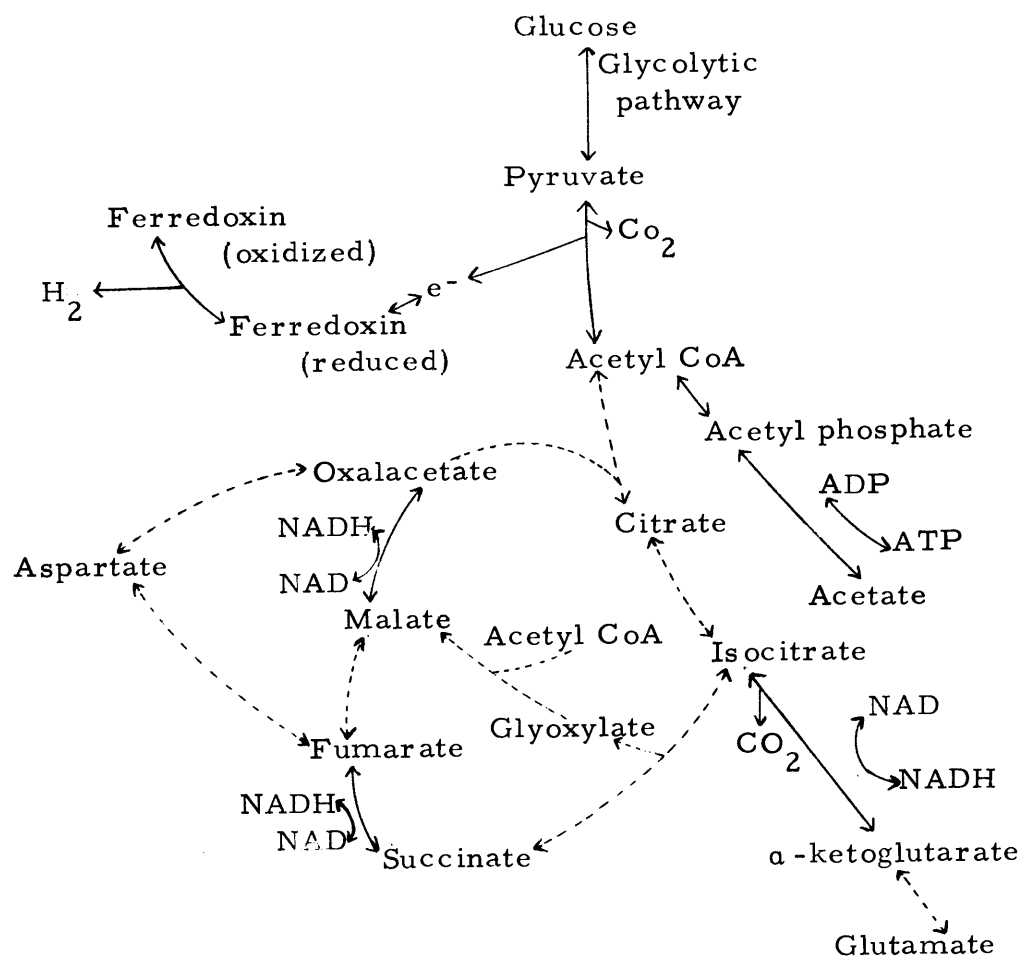 Glucose
Glycolytic
pathway
Pyruvate
Co2
Ferredoxin
(oxidized)
H2
e-
Ferredoxin
(reduced)
Acetyl CoA
Acetyl phosphate
Oxalacetate
ADP
NADH
Citrate
ATP
Aspartate
NAD
Acetate
Malate
Acetyl CoA
Isocitrate
NAD
Glyoxylate
CO2
Fumarate
NADH
NADH
NAD
Succinate
α-ketoglutarate
Glutamate